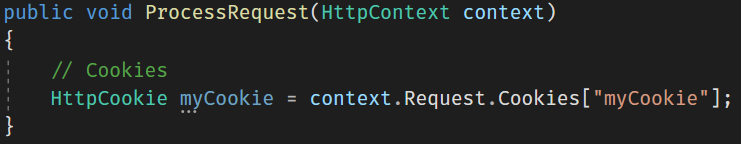 public void ProcessRequest(HttpContext context)
{
    // Cookies
    HttpCookie myCookie = context.Request.Cookies["myCookie"];
}